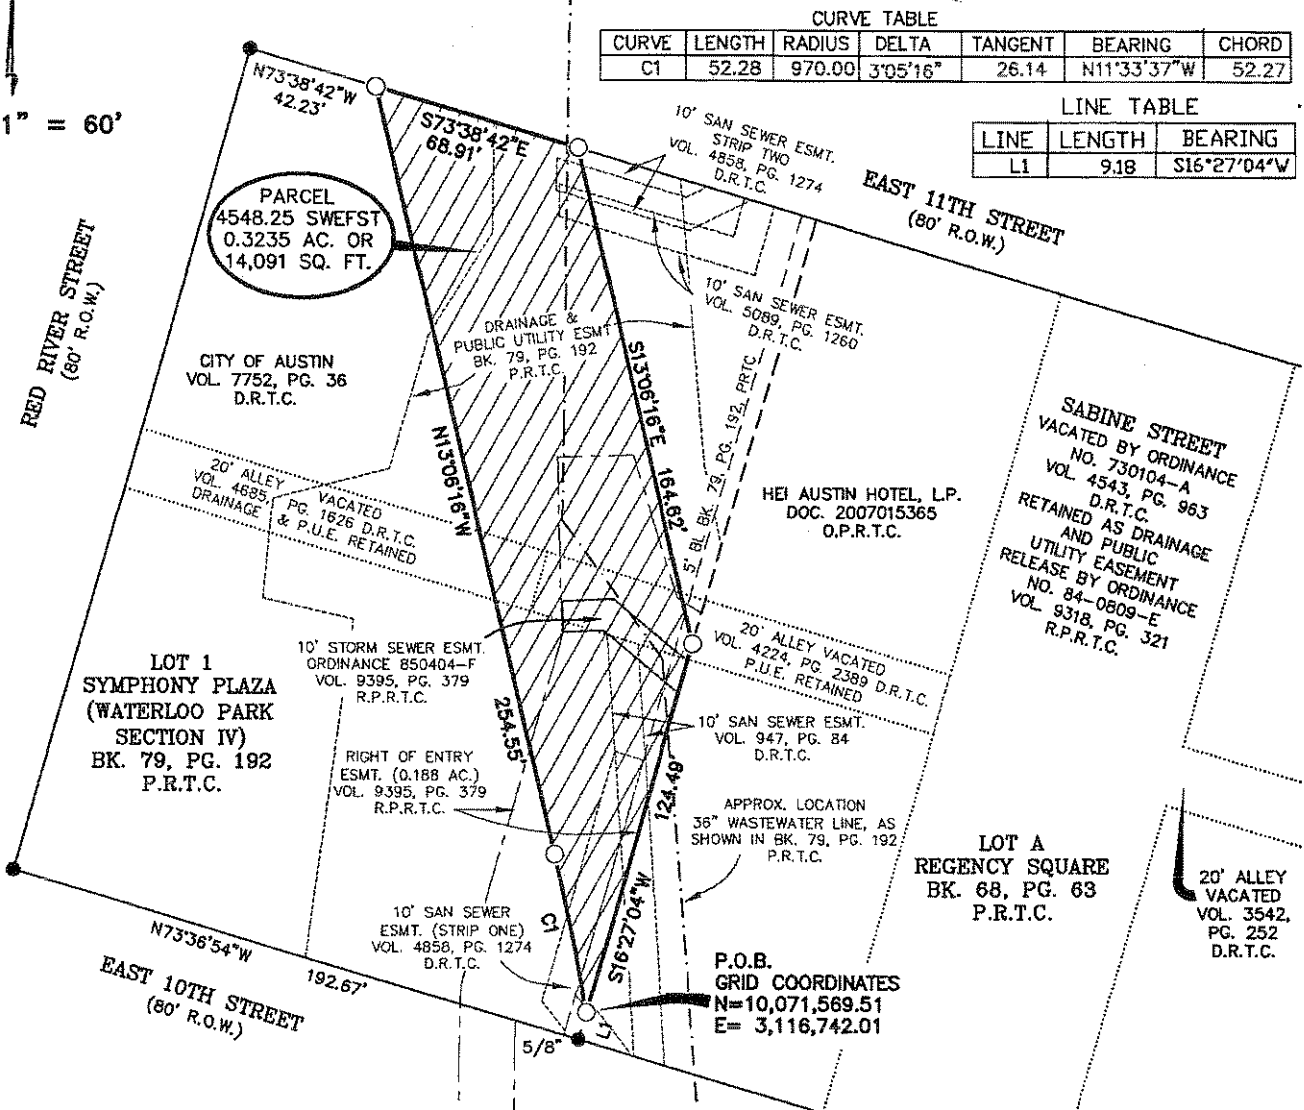 CURVE TABLE
CURVE LENGTH RADIUS DELTA TANGENT BEARING CHORD
C1 52.28 970.00 3°05'16" 26.14 N11°33'37"W 52.27
LINE TABLE
LINE LENGTH BEARING
L1 9.18 S16°27'04"W
1" = 60'
N73°38'42"W
42.23'
S73°38'42"E
68.91'
10' SAN SEWER ESMT.
STRIP TWO
VOL. 4858, PG. 1274
D.R.T.C.
EAST 11TH STREET
(80' R.O.W.)
PARCEL
4548.25 SWEFST
0.3235 AC. OR
14,091 SQ. FT.
RED RIVER STREET
(80' R.O.W.)
10' SAN SEWER ESMT.
VOL. 5089, PG. 1260
D.R.T.C.
DRAINAGE &
PUBLIC UTILITY ESMT
BK. 79, PG. 192
P.R.T.C.
CITY OF AUSTIN
VOL. 7752, PG. 36
D.R.T.C.
S13°06'16"E 164.62'
5' BL BK. 79, PG. 192, PRTC
N13°06'16"W
254.55'
SABINE STREET
VACATED BY ORDINANCE
NO. 730104-A
VOL. 4543, PG. 963
D.R.T.C.
RETAINED AS DRAINAGE
AND PUBLIC
UTILITY EASEMENT
RELEASE BY ORDINANCE
NO. 84-0809-E
VOL. 9318, PG. 321
R.P.R.T.C.
HEI AUSTIN HOTEL, L.P.
DOC. 2007015365
O.P.R.T.C.
20' ALLEY VACATED
VOL. 4685, PG. 1626 D.R.T.C.
DRAINAGE & P.U.E. RETAINED
20' ALLEY VACATED
VOL. 4224, PG. 2389 D.R.T.C.
P.U.E. RETAINED
10' STORM SEWER ESMT.
ORDINANCE 850404-F
VOL. 9395, PG. 379
R.P.R.T.C.
LOT 1
SYMPHONY PLAZA
(WATERLOO PARK
SECTION IV)
BK. 79, PG. 192
P.R.T.C.
10' SAN SEWER ESMT.
VOL. 947, PG. 84
D.R.T.C.
RIGHT OF ENTRY
ESMT. (0.188 AC.)
VOL. 9395, PG. 379
R.P.R.T.C.
124.49'
S16°27'04"W
APPROX. LOCATION
36" WASTEWATER LINE, AS
SHOWN IN BK. 79, PG. 192
P.R.T.C.
LOT A
REGENCY SQUARE
BK. 68, PG. 63
P.R.T.C.
20' ALLEY
VACATED
VOL. 3542,
PG. 252
D.R.T.C.
10' SAN SEWER
ESMT. (STRIP ONE)
VOL. 4858, PG. 1274
D.R.T.C.
C1
N73°36'54"W
192.67'
EAST 10TH STREET
(80' R.O.W.)
P.O.B.
GRID COORDINATES
N=10,071,569.51
E= 3,116,742.01
L1
5/8"